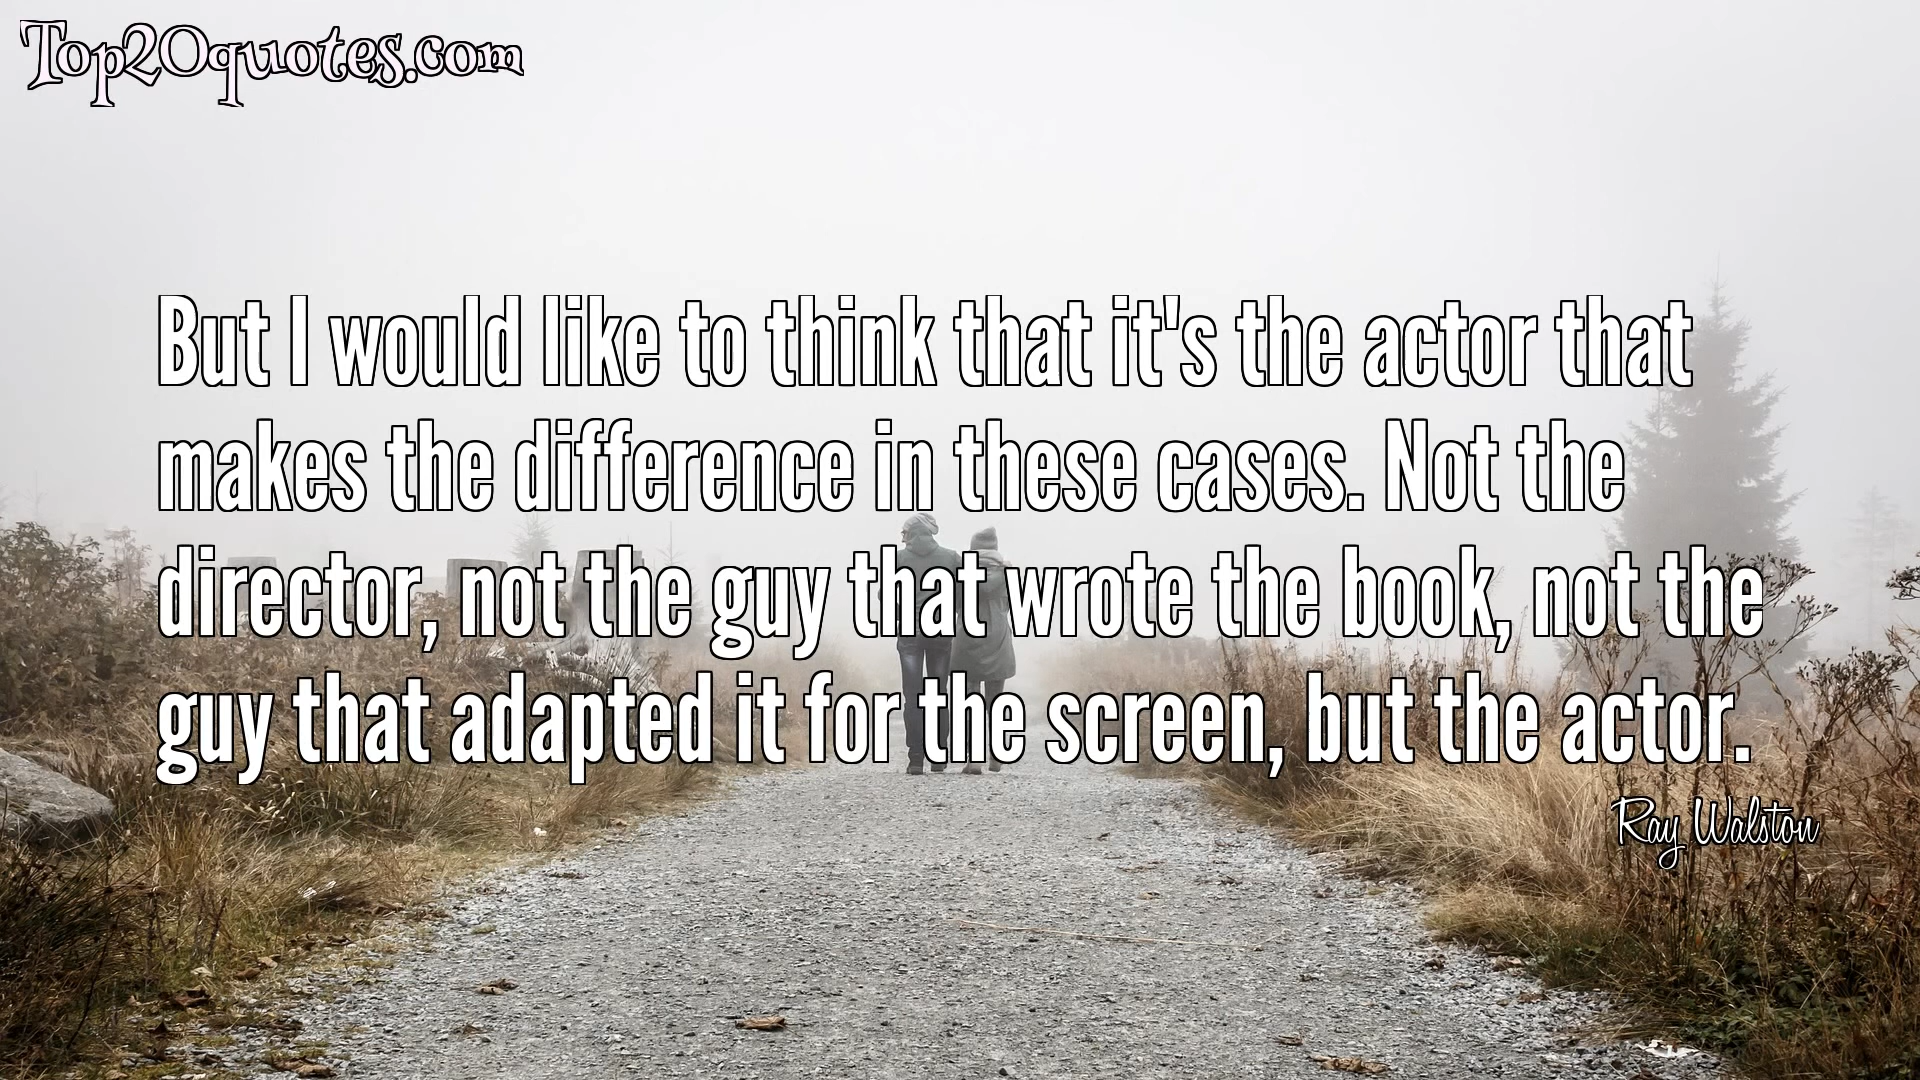 Top20quotes.com
But I would like to think that it's the actor that
makes the difference in these cases. Not the
director, not the guy that wrote the book, not the
guy that adapted it for the screen, but the actor.
Ray Walston